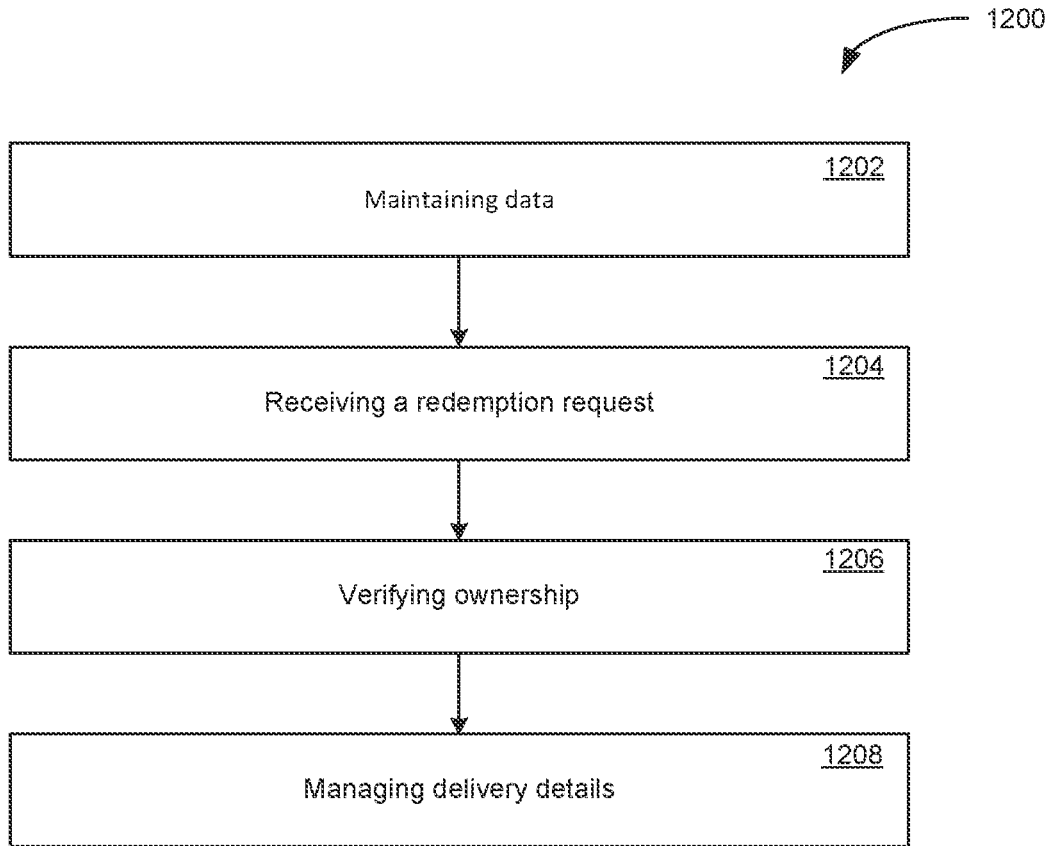 1200
1202
Maintaining data
1204
Receiving a redemption request
1206
Verifying ownership
1208
Managing delivery details